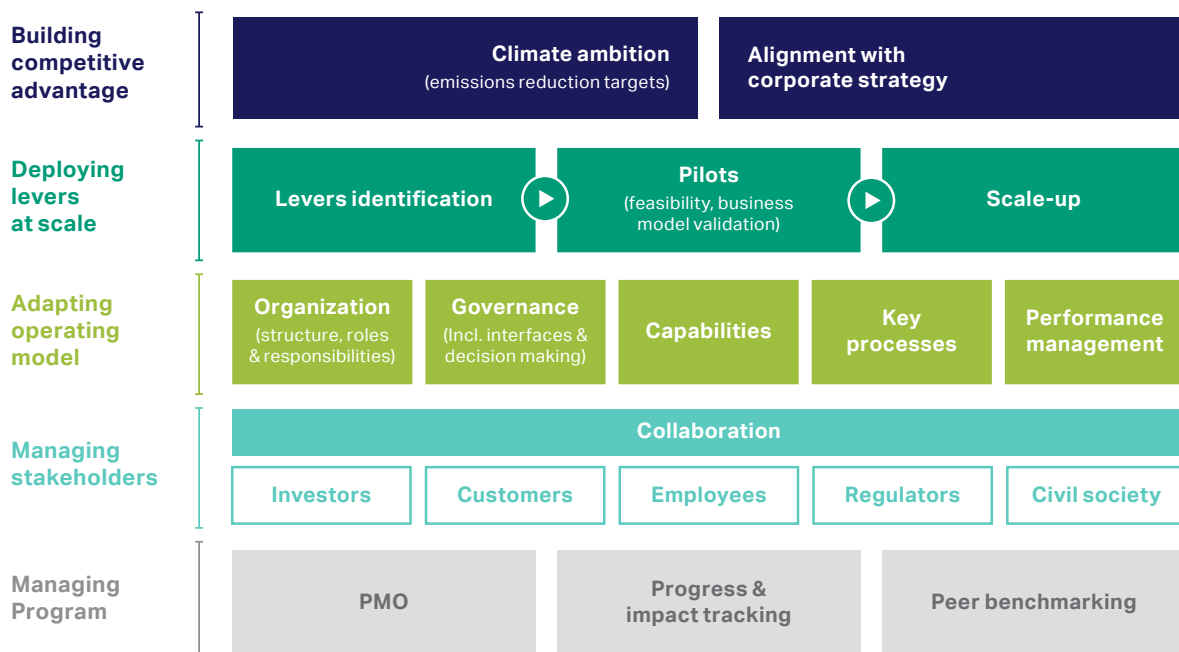 Building
competitive
advantage
Climate ambition
(emissions reduction targets)
Alignment with
corporate strategy
Deploying
levers
at scale
Levers identification
Pilots
(feasibility, business
model validation)
Scale-up
Adapting
operating
model
Organization
(structure, roles
& responsibilities)
Governance
(Incl. interfaces &
decision making)
Capabilities
Key
processes
Performance
management
Managing
stakeholders
Collaboration
Investors
Customers
Employees
Regulators
Civil society
Managing
Program
PMO
Progress &
impact tracking
Peer benchmarking